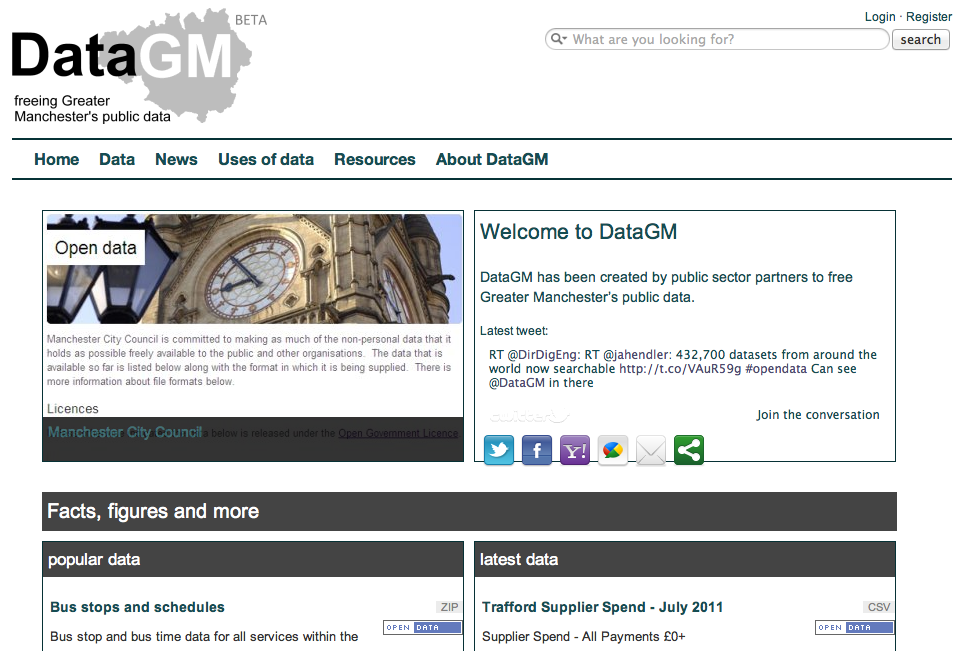 BETA
DataGM
freeing Greater
Manchester's public data
Login · Register
What are you looking for?
search
Home Data News Uses of data Resources About DataGM
Open data
Manchester City Council is committed to making as much of the non-personal data that it
holds as possible freely available to the public and other organisations. The data that is
available so far is listed below along with the format in which it is being supplied. There is
more information about file formats below.
Licences
Manchester City Council
a below is released under the Open Government Licence
Welcome to DataGM
DataGM has been created by public sector partners to free
Greater Manchester's public data.
Latest tweet:
RT @DirDigEng: RT @jahendler: 432,700 datasets from around the
world now searchable http://t.co/VAuR59g #opendata Can see
@DataGM in there
twitter
Join the conversation
f
Y!
Facts, figures and more
popular data
Bus stops and schedules
ZIP
Bus stop and bus time data for all services within the
OPEN DATA
latest data
Trafford Supplier Spend - July 2011
CSV
Supplier Spend - All Payments £0+
OPEN DATA